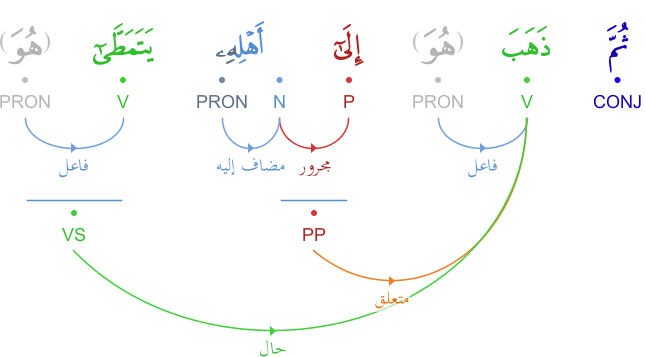 ثُمَّ ذَهَبَ (هُوَ) إِلَىٰٓ أَهْلِهِۦ يَتَمَطَّىٰٓ (هُوَ)
CONJ V PRON P N PRON V PRON
فاعل مجرور مضاف إليه فاعل
PP VS
متعلق
حال